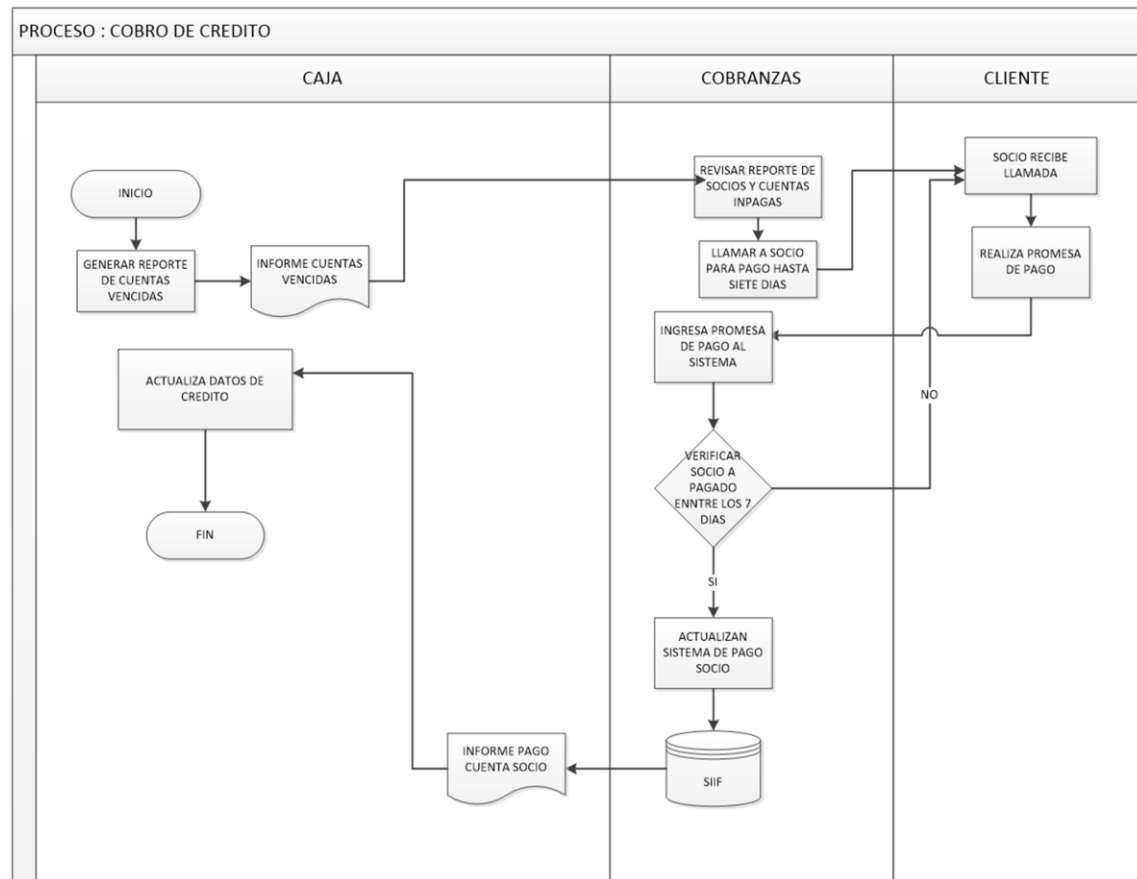 PROCESO : COBRO DE CREDITO
CAJA
COBRANZAS
CLIENTE
INICIO
GENERAR REPORTE
DE CUENTAS
VENCIDAS
INFORME CUENTAS
VENCIDAS
REVISAR REPORTE DE
SOCIOS Y CUENTAS
INPAGAS
LLAMAR A SOCIO
PARA PAGO HASTA
SIETE DIAS
SOCIO RECIBE
LLAMADA
REALIZA PROMESA
DE PAGO
INGRESA PROMESA
DE PAGO AL
SISTEMA
VERIFICAR
SOCIO A
PAGADO
ENNTRE LOS 7
DIAS
NO
SI
ACTUALIZAN
SISTEMA DE PAGO
SOCIO
SIIF
INFORME PAGO
CUENTA SOCIO
ACTUALIZA DATOS DE
CREDITO
FIN